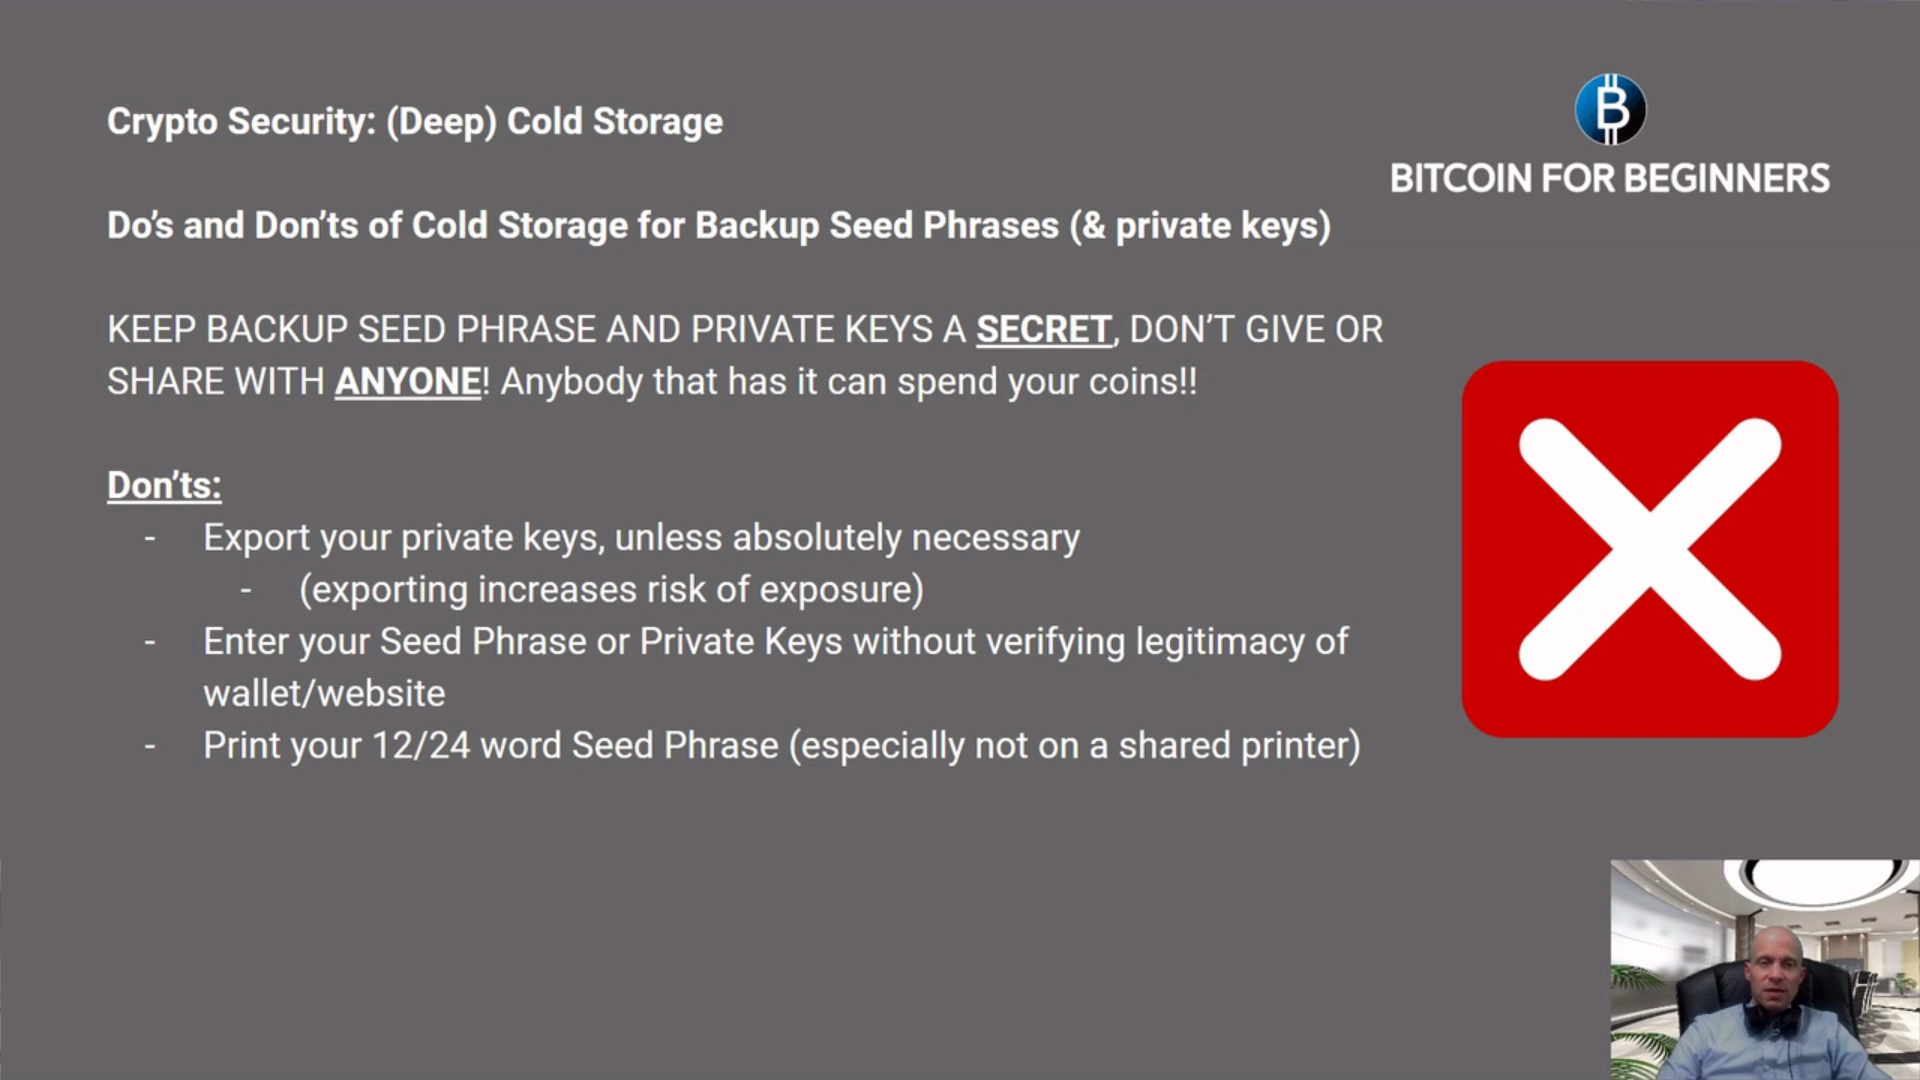 Crypto Security: (Deep) Cold Storage
BITCOIN FOR BEGINNERS
Do’s and Don’ts of Cold Storage for Backup Seed Phrases (& private keys)
KEEP BACKUP SEED PHRASE AND PRIVATE KEYS A SECRET, DON’T GIVE OR
SHARE WITH ANYONE! Anybody that has it can spend your coins!!
Don’ts:
- Export your private keys, unless absolutely necessary
- (exporting increases risk of exposure)
- Enter your Seed Phrase or Private Keys without verifying legitimacy of
wallet/website
- Print your 12/24 word Seed Phrase (especially not on a shared printer)